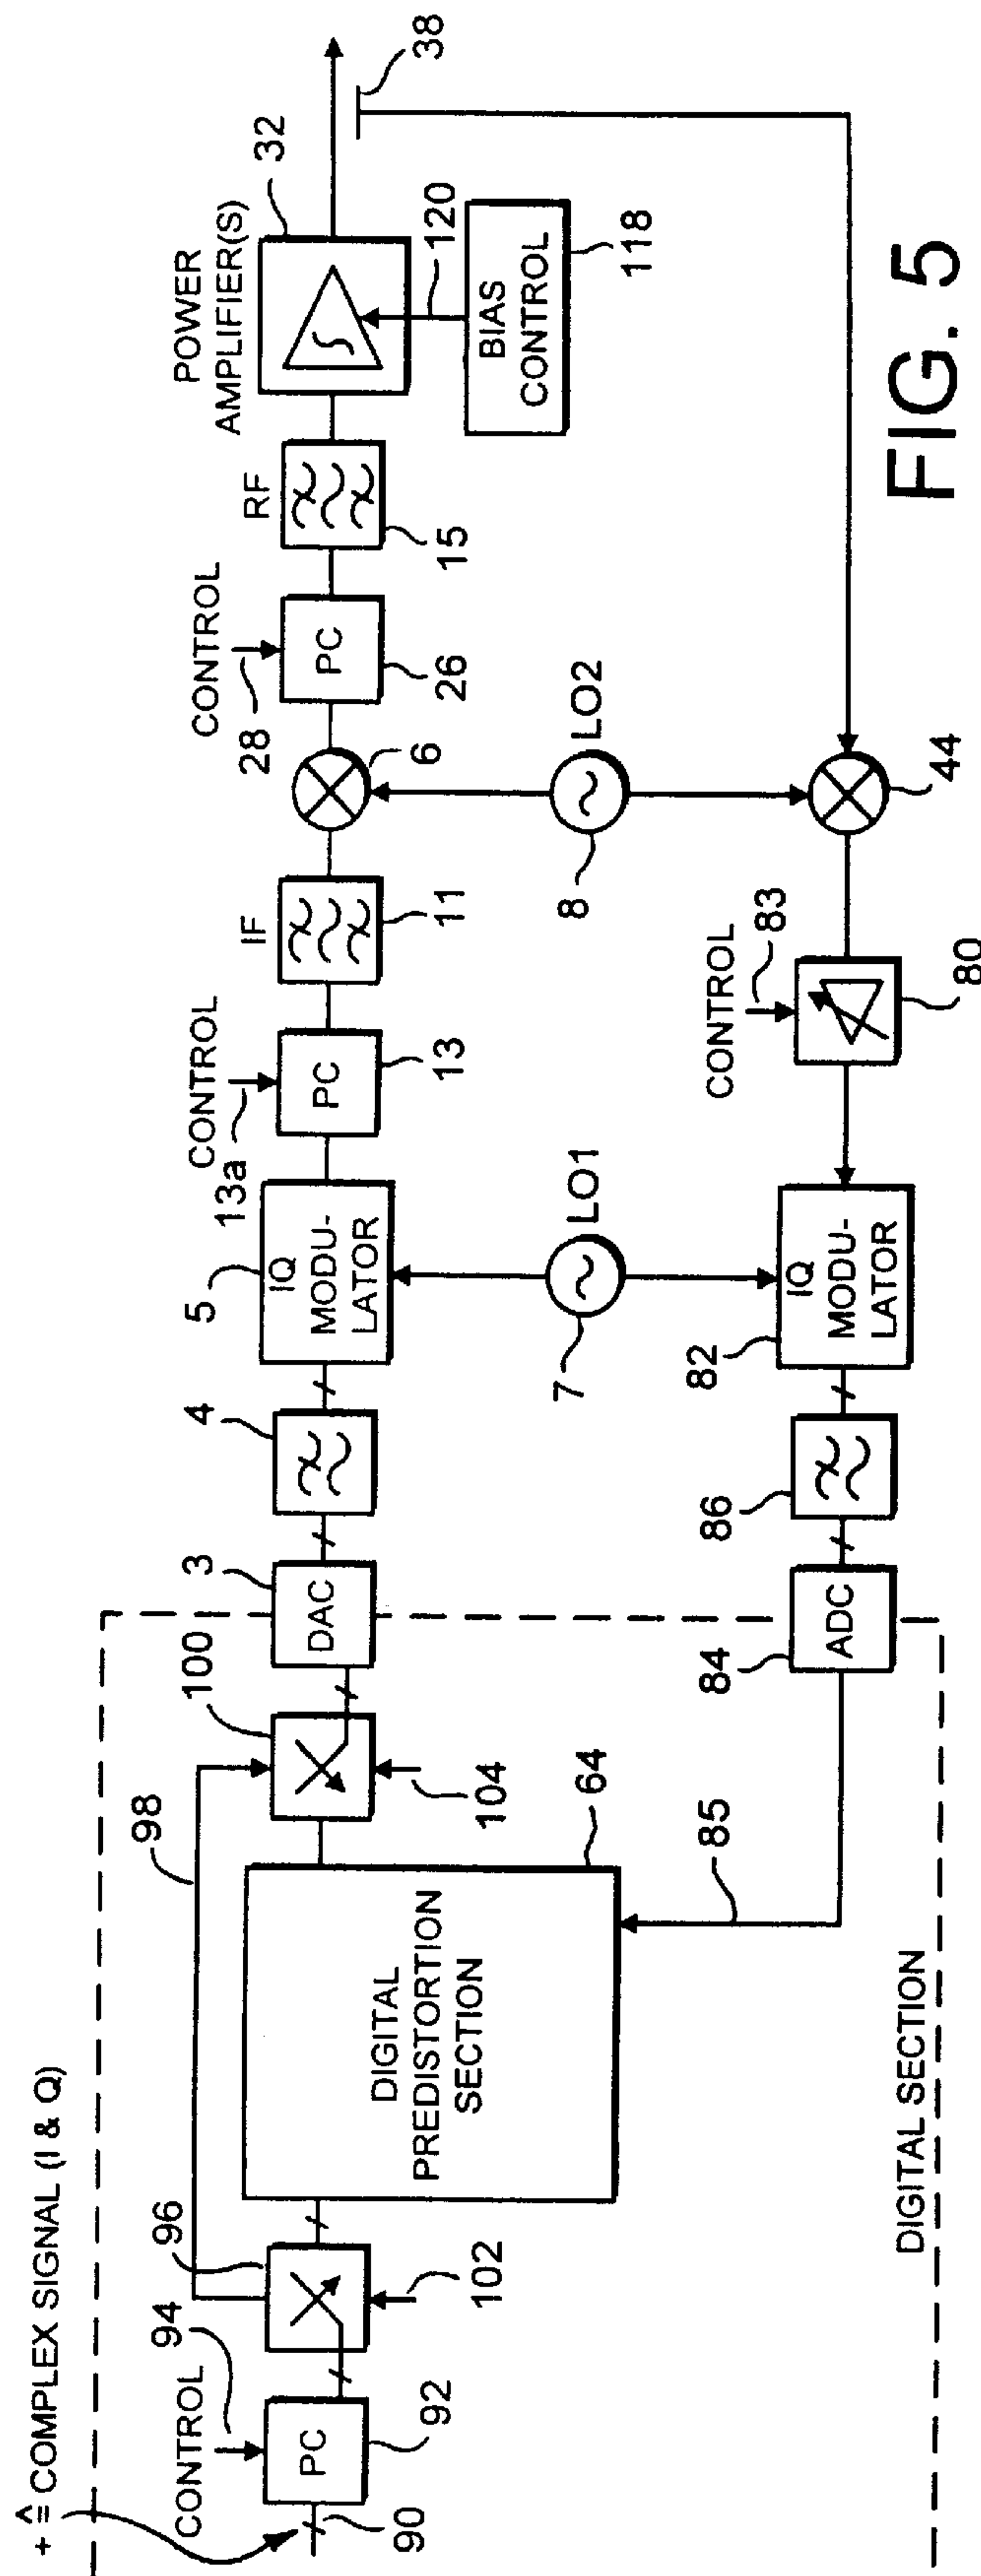 + ≙ COMPLEX SIGNAL (I & Q)
CONTROL
94
PC
90
92
96
98
102
DIGITAL
PREDISTORTION
SECTION
64
100
104
DAC
3
4
IQ
MODU-
LATOR
5
CONTROL
13a
PC
13
IF
11
6
CONTROL
28
PC
26
RF
15
POWER
AMPLIFIER(S)
32
120
BIAS
CONTROL
118
38
LO1
7
LO2
8
85
ADC
84
86
IQ
MODU-
LATOR
82
CONTROL
83
80
44
DIGITAL SECTION
FIG. 5